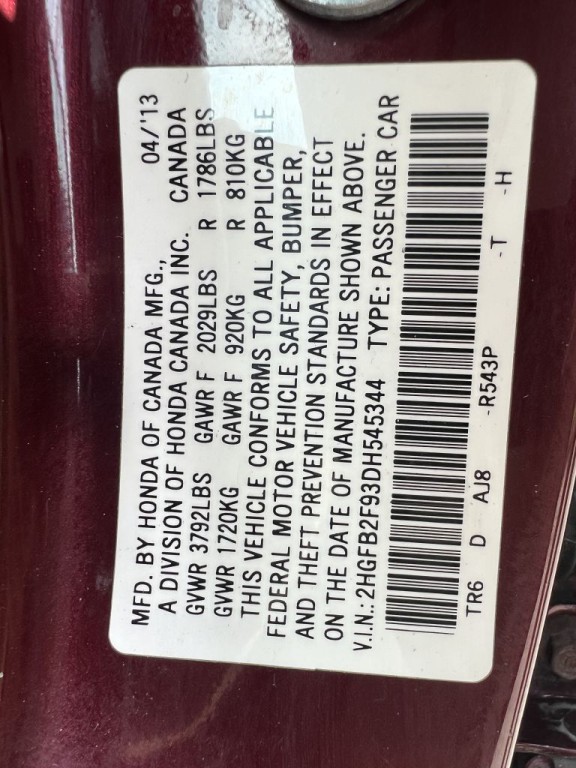 MFD. BY HONDA OF CANADA MFG., 04/'13
A DIVISION OF HONDA CANADA INC. CANADA
GVWR 3792LBS GAWR F 2029LBS R 1786LBS
GVWR 1720KG GAWR F 920KG R 810KG
THIS VEHICLE CONFORMS TO ALL APPLICABLE
FEDERAL MOTOR VEHICLE SAFETY, BUMPER,
AND THEFT PREVENTION STANDARDS IN EFFECT
ON THE DATE OF MANUFACTURE SHOWN ABOVE.
V.I.N.: 2HGFB2F93DH545344 TYPE: PASSENGER CAR
TR6 D AJ8 -R543P -T -H